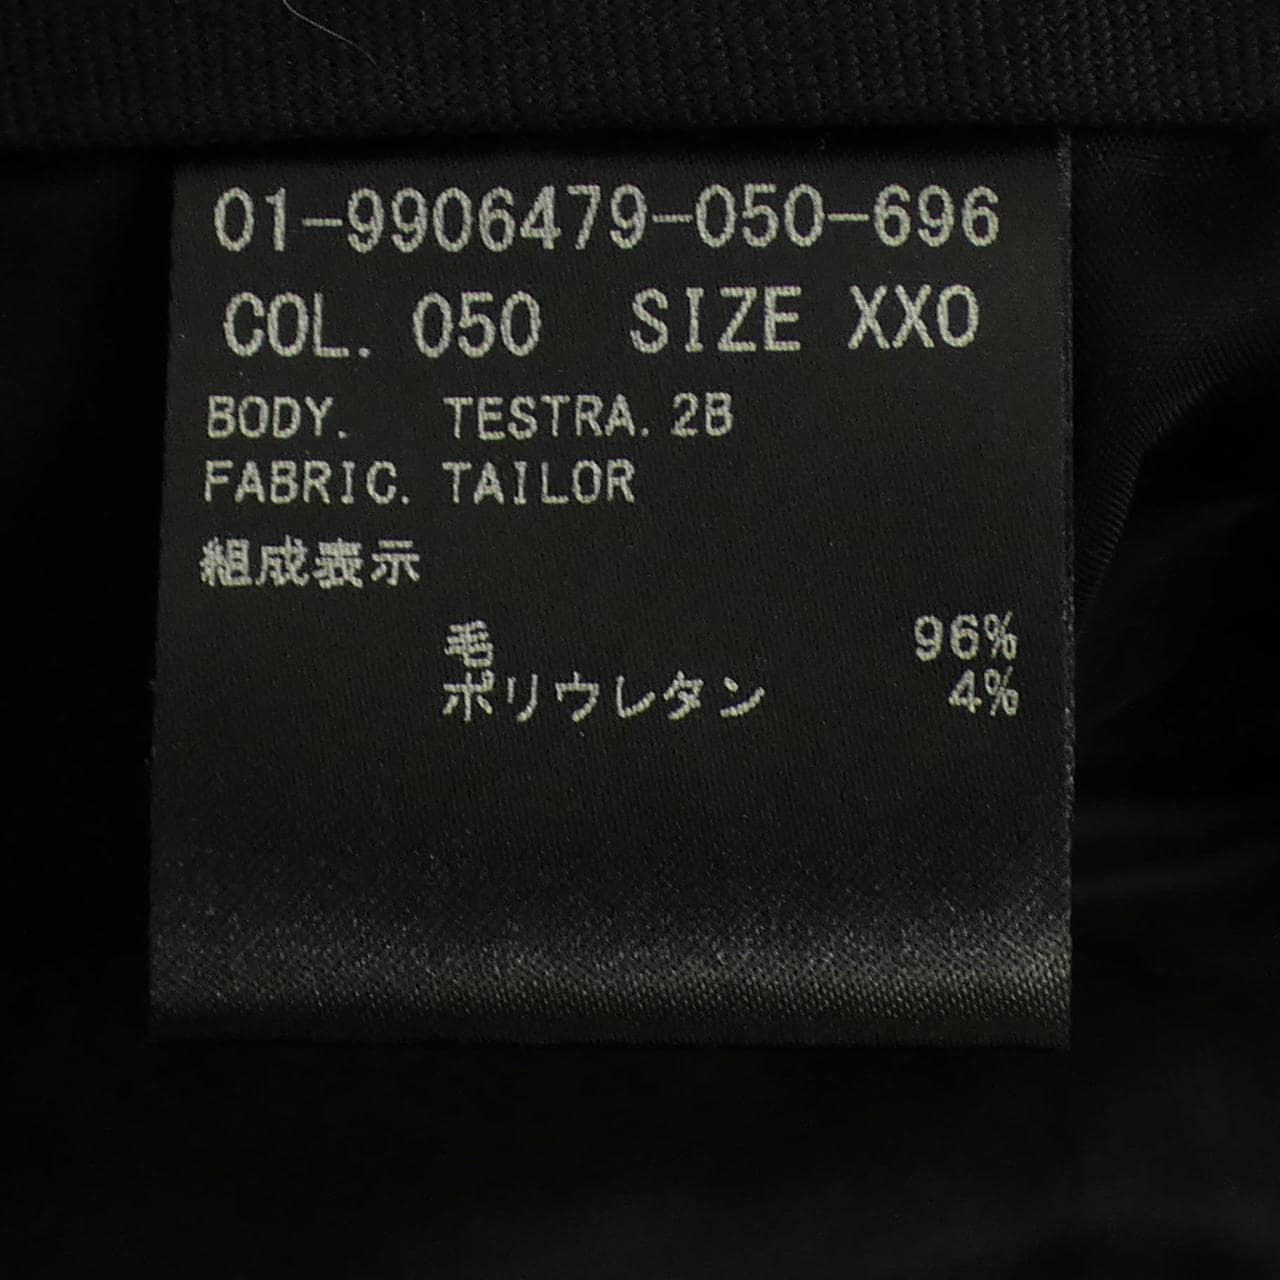 01-9906479-050-696
COL. 050 SIZE XXO
BODY. TESTRA.2B
FABRIC. TAILOR
組成表示
毛 96%
ポリウレタン 4%